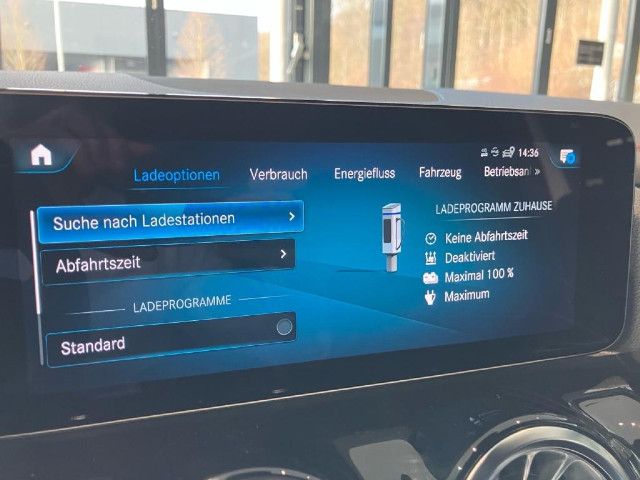 14:36
Ladeoptionen Verbrauch Energiefluss Fahrzeug Betriebsanl »
Suche nach Ladestationen
Abfahrtszeit
LADEPROGRAMME
Standard
LADEPROGRAMM ZUHAUSE
Keine Abfahrtszeit
Deaktiviert
Maximal 100 %
Maximum